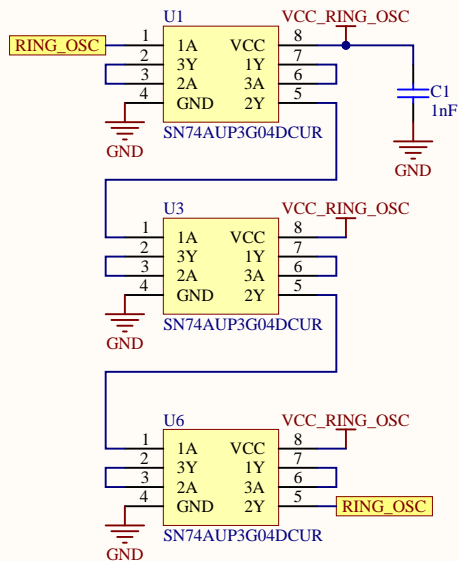 U1
VCC_RING_OSC
RING_OSC
1 1A VCC 8
2 3Y 1Y 7
3 2A 3A 6
4 GND 2Y 5
C1
1nF
SN74AUP3G04DCUR
GND
GND
U3
VCC_RING_OSC
1 1A VCC 8
2 3Y 1Y 7
3 2A 3A 6
4 GND 2Y 5
SN74AUP3G04DCUR
GND
U6
VCC_RING_OSC
1 1A VCC 8
2 3Y 1Y 7
3 2A 3A 6
4 GND 2Y 5
RING_OSC
SN74AUP3G04DCUR
GND